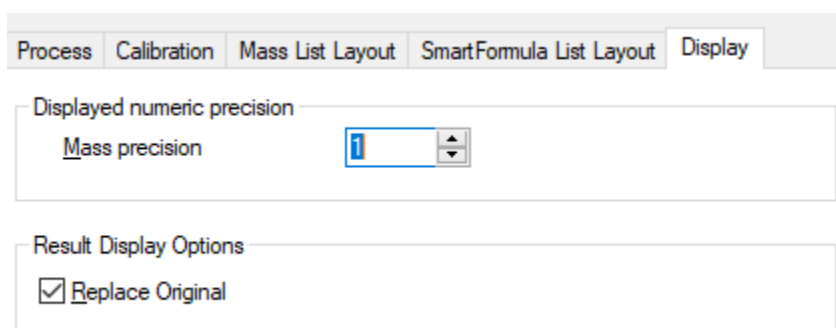 Process Calibration Mass List Layout SmartFormula List Layout Display
Displayed numeric precision
Mass precision 1
Result Display Options
Replace Original